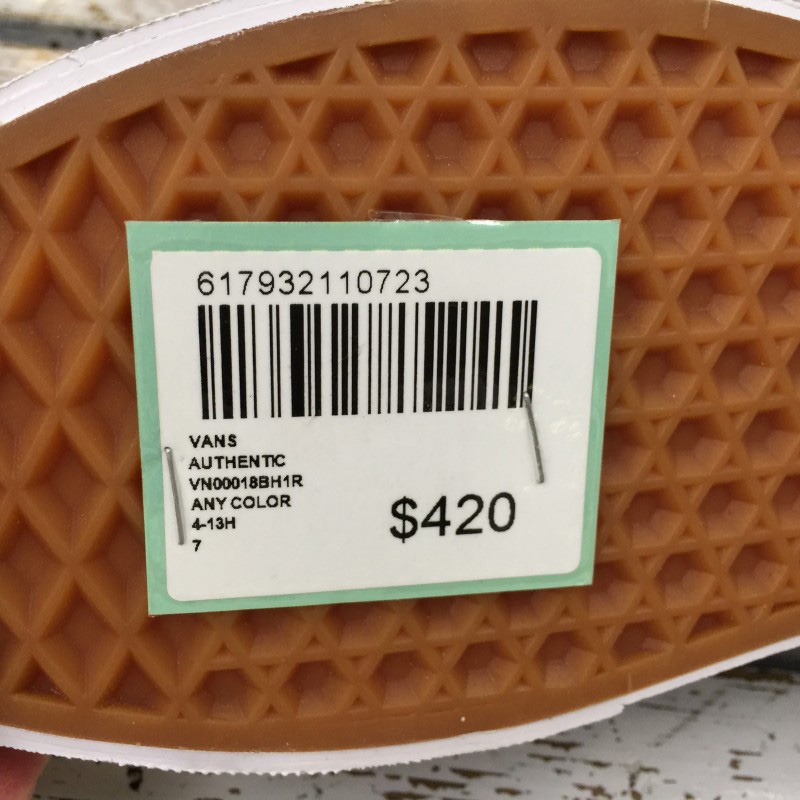 617932110723
VANS
AUTHENTIC
VN00018BH1R
ANY COLOR
4-13H
7
$420